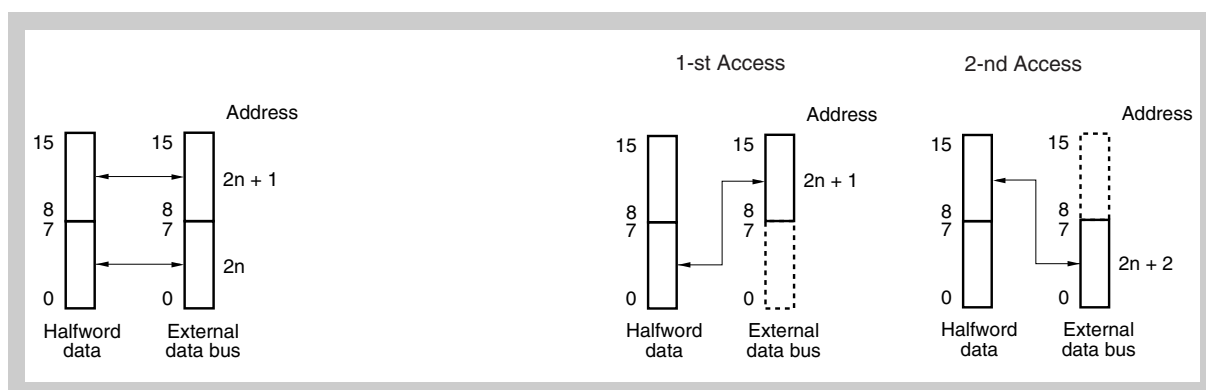 Address
15
15
2n + 1
8
8
7
7
2n
0
0
Halfword
data
External
data bus
1-st Access
Address
15
15
2n + 1
8
8
7
7
0
0
Halfword
data
External
data bus
2-nd Access
Address
15
15
8
8
7
7
2n + 2
0
0
Halfword
data
External
data bus